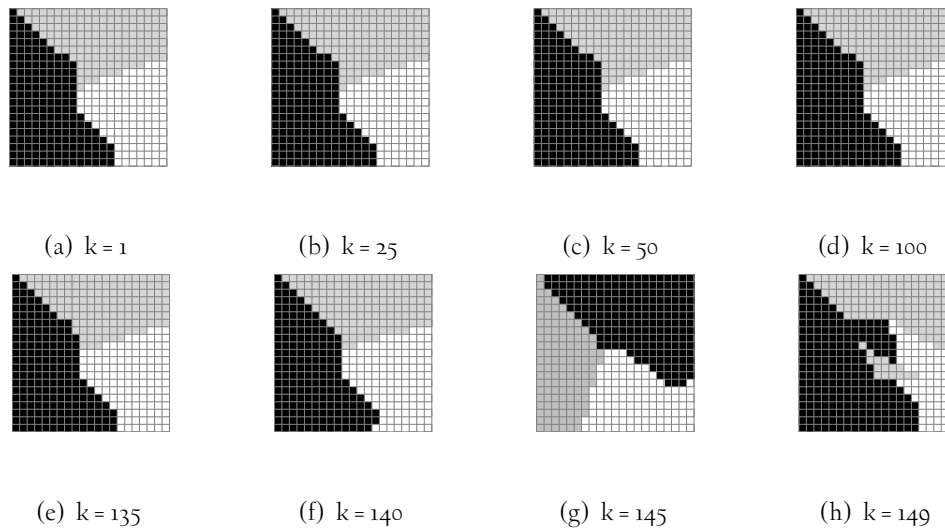 (a) k = 1 (b) k = 25 (c) k = 50 (d) k = 100
(e) k = 135 (f) k = 140 (g) k = 145 (h) k = 149